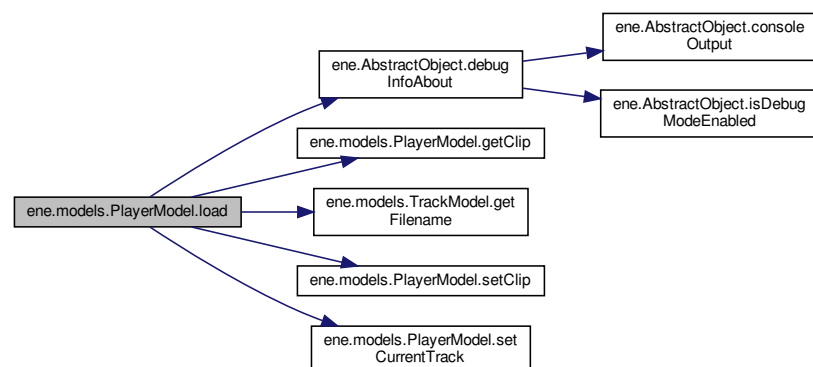 ene.models.PlayerModel.load
ene.AbstractObject.debug
InfoAbout
ene.models.PlayerModel.getClip
ene.models.TrackModel.get
Filename
ene.models.PlayerModel.setClip
ene.models.PlayerModel.set
CurrentTrack
ene.AbstractObject.console
Output
ene.AbstractObject.isDebug
ModeEnabled